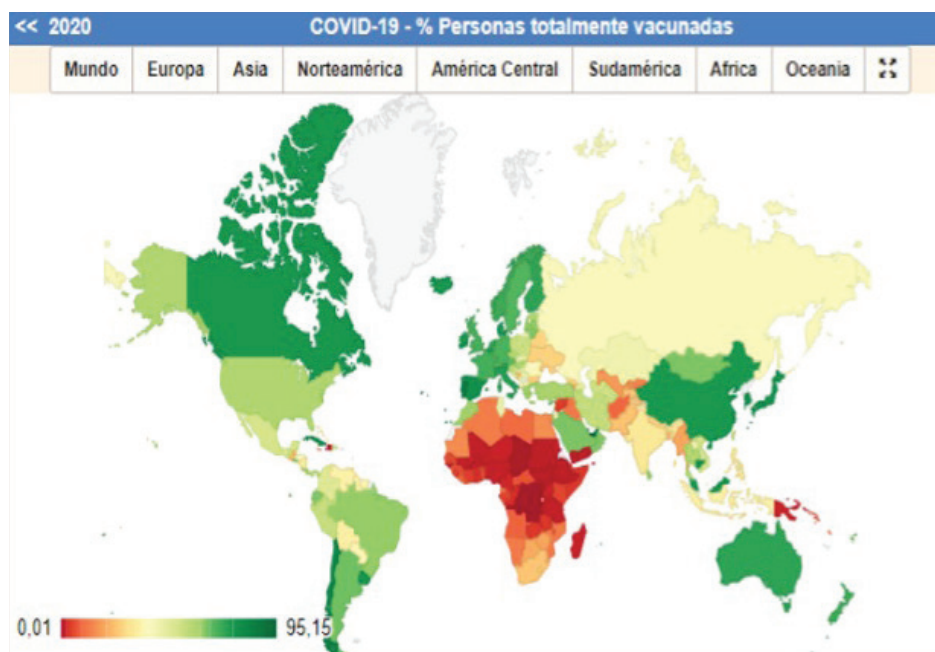 << 2020 COVID-19 - % Personas totalmente vacunadas
Mundo Europa Asia Norteamérica América Central Sudamérica Africa Oceania
0,01 95,15